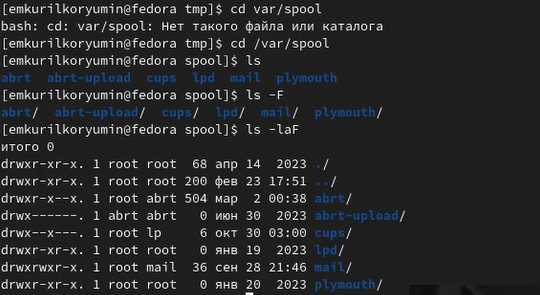 [emkurilkoryumin@fedora tmp]$ cd var/spool
bash: cd: var/spool: Нет такого файла или каталога
[emkurilkoryumin@fedora tmp]$ cd /var/spool
[emkurilkoryumin@fedora spool]$ ls
abrt  abrt-upload  cups  lpd  mail  plymouth
[emkurilkoryumin@fedora spool]$ ls -F
abrt/  abrt-upload/  cups/  lpd/  mail/  plymouth/
[emkurilkoryumin@fedora spool]$ ls -laF
итого 0
drwxr-xr-x. 1 root root  68 апр 14  2023 ./
drwxr-xr-x. 1 root root 200 фев 23 17:51 ../
drwxr-x--x. 1 root abrt 504 мар  2 00:38 abrt/
drwx------. 1 abrt abrt   0 июн 30  2023 abrt-upload/
drwx--x---. 1 root lp     6 окт 30 03:00 cups/
drwxr-xr-x. 1 root root   0 янв 19  2023 lpd/
drwxrwxr-x. 1 root mail  36 сен 28 21:46 mail/
drwxr-xr-x. 1 root root   0 янв 20  2023 plymouth/